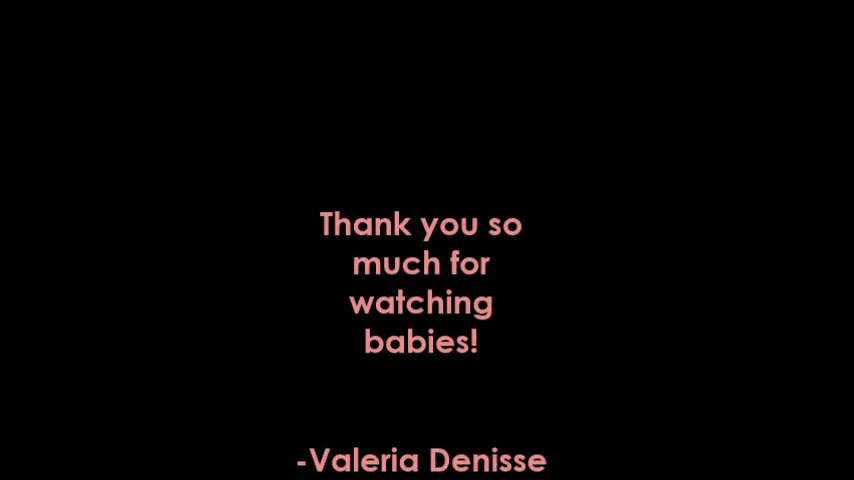 Thank you so
much for
watching
babies!
-Valeria Denisse